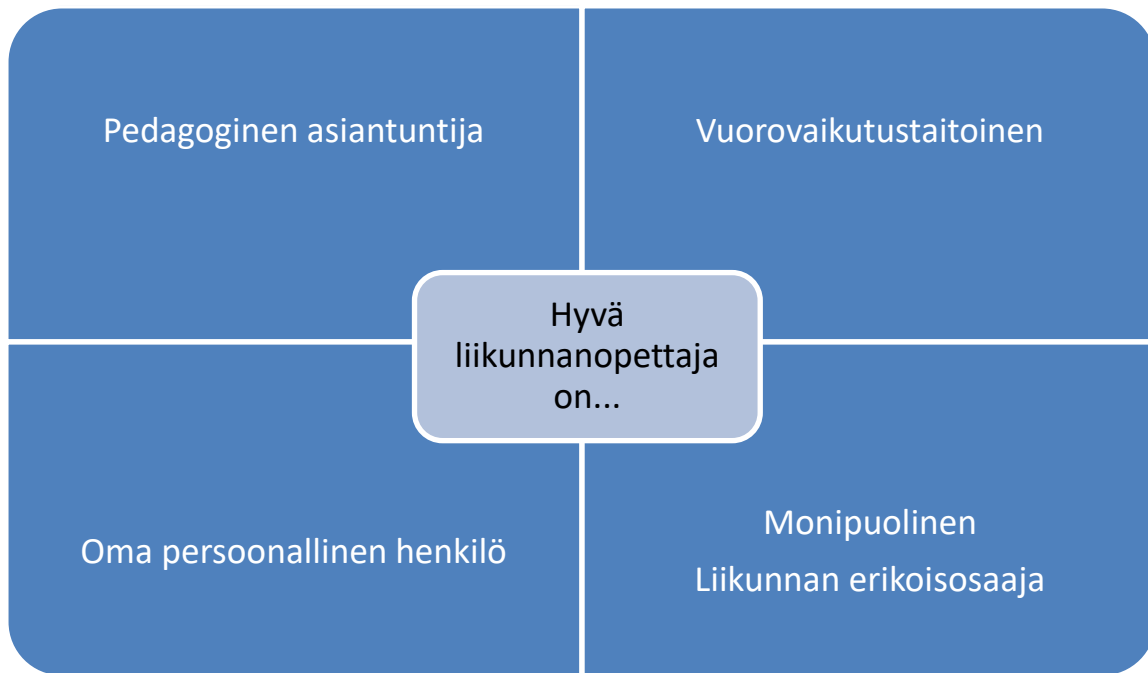 Pedagoginen asiantuntija
Vuorovaikutustaitoinen
Hyvä
liikunnanopettaja
on...
Oma persoonallinen henkilö
Monipuolinen
Liikunnan erikoisosaaja